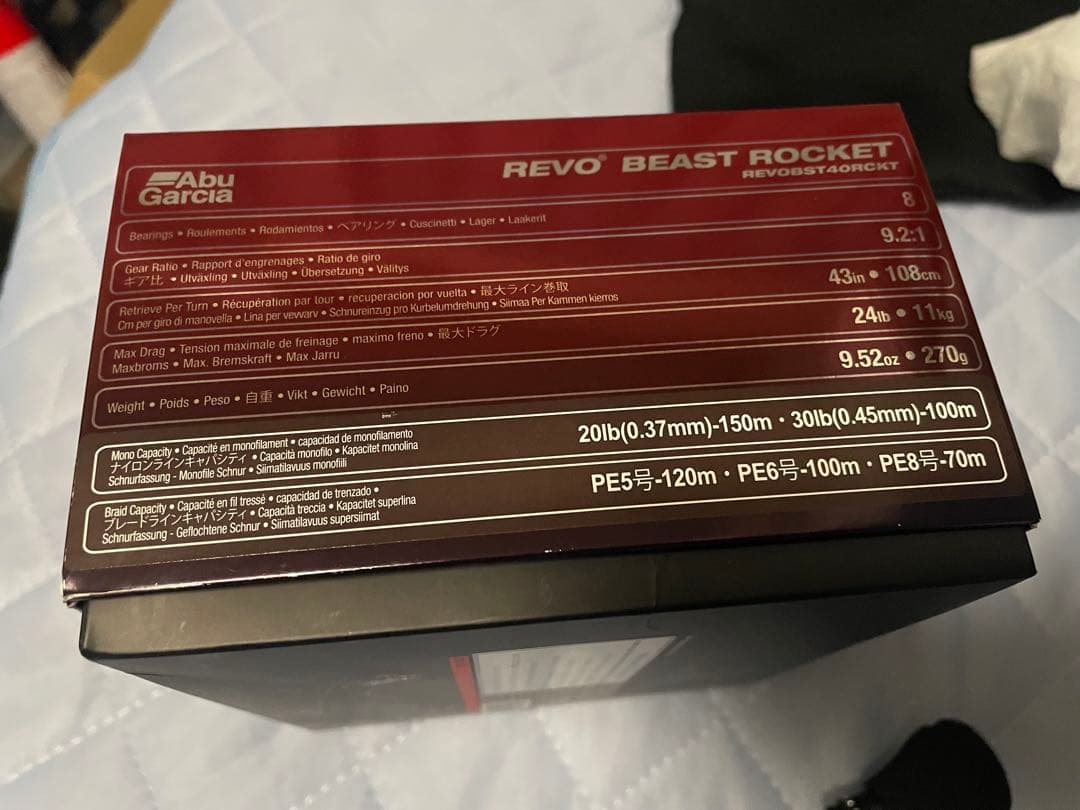 Abu
Garcia
REVO® BEAST ROCKET
REVOBST40RCKT
Bearings • Roulements • Rodamientos • ベアリング • Cuscinetti • Lager • Laakerit
8
Gear Ratio • Rapport d'engrenages • Ratio de giro
ギア比 • Utväxling • Utväxling • Übersetzung • Välitys
9.2:1
Retrieve Per Turn • Récupération par tour • recuperacion por vuelta • 最大ライン巻取
Cm per giro di manovella • Lina per vevvarv • Schnureinzug pro Kurbelumdrehung • Siimaa Per Kammen kierros
43in • 108cm
Max Drag • Tension maximale de freinage • maximo freno • 最大ドラグ
Maxbroms • Max. Bremskraft • Max Jarru
24lb • 11kg
Weight • Poids • Peso • 自重 • Vikt • Gewicht • Paino
9.52oz • 270g
Mono Capacity • Capacité en monofilament • capacidad de monofilamento
ナイロンラインキャパシティ • Capacità monofilo • Kapacitet monolina
Schnurfassung - Monofile Schnur • Siimatilavuus monofiili
20lb(0.37mm)-150m・30lb(0.45mm)-100m
Braid Capacity • Capacité en fil tressé • capacidad de trenzado •
ブレードラインキャパシティ • Capacità treccia • Kapacitet superlina
Schnurfassung - Geflochtene Schnur • Siimatilavuus supersiimat
PE5号-120m・PE6号-100m・PE8号-70m